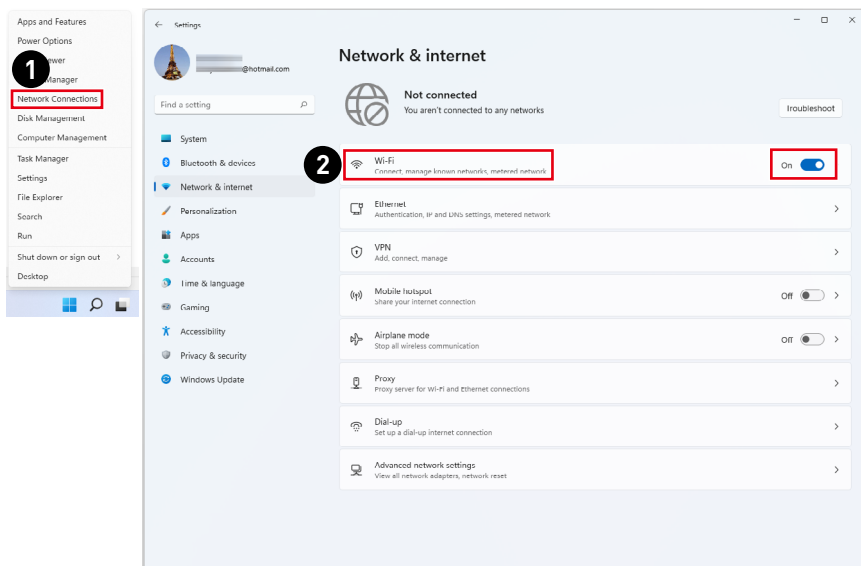 Apps and Features
Power Options
ewer
1
Manager
Network Connections
Disk Management
Computer Management
Task Manager
Settings
File Explorer
Search
Run
Shut down or sign out
Desktop
Settings
@hotmail.com
Find a setting
System
Bluetooth & devices
Network & internet
Personalization
Apps
Accounts
Time & language
Gaming
Accessibility
Privacy & security
Windows Update
Network & internet
Not connected
You aren't connected to any networks
Troubleshoot
2
Wi-Fi
Connect, manage known networks, metered network
On
Ethernet
Authentication, IP and DNS settings, metered network
VPN
Add, connect, manage
Mobile hotspot
Share your internet connection
Off
Airplane mode
Stop all wireless communication
Off
Proxy
Proxy server for Wi-Fi and Ethernet connections
Dial-up
Set up a dial-up internet connection
Advanced network settings
View all network adapters, network reset